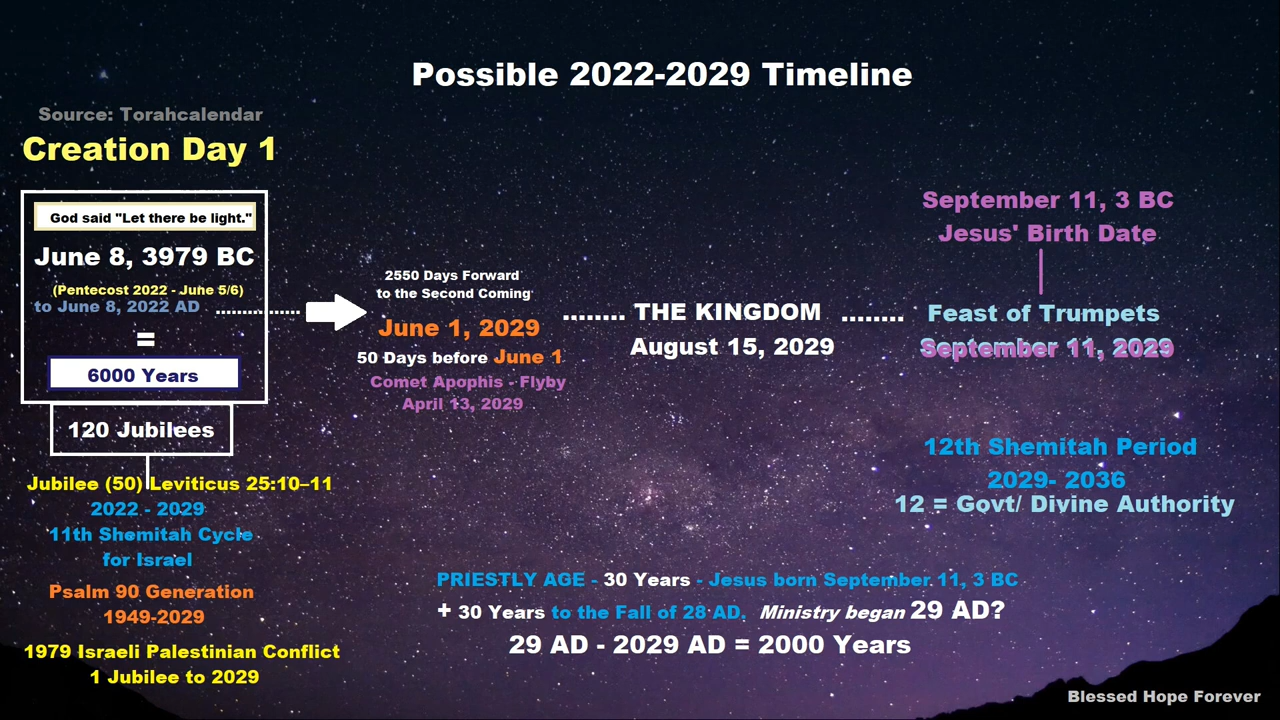 Possible 2022-2029 Timeline
Source: Torahcalendar
Creation Day 1
God said "Let there be light."
June 8, 3979 BC
(Pentecost 2022 - June 5/6)
to June 8, 2022 AD
=
6000 Years
120 Jubilees
Jubilee (50) Leviticus 25:10–11
2022 - 2029
11th Shemitah Cycle
for Israel
Psalm 90 Generation
1949-2029
1979 Israeli Palestinian Conflict
1 Jubilee to 2029
2550 Days Forward
to the Second Coming
June 1, 2029
50 Days before June 1
Comet Apophis - Flyby
April 13, 2029
........ THE KINGDOM ........
August 15, 2029
September 11, 3 BC
Jesus' Birth Date
Feast of Trumpets
September 11, 2029
12th Shemitah Period
2029- 2036
12 = Govt/ Divine Authority
PRIESTLY AGE - 30 Years - Jesus born September 11, 3 BC
+ 30 Years to the Fall of 28 AD. Ministry began 29 AD?
29 AD - 2029 AD = 2000 Years
Blessed Hope Forever